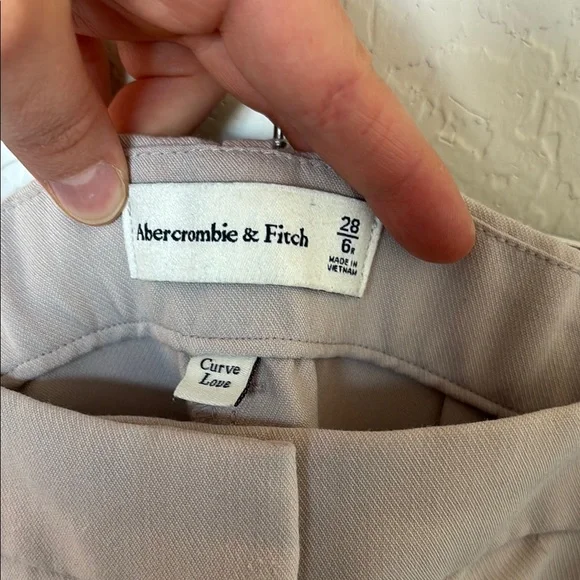 Abercrombie & Fitch
28
6R
MADE IN
VIETNAM
Curve
Love